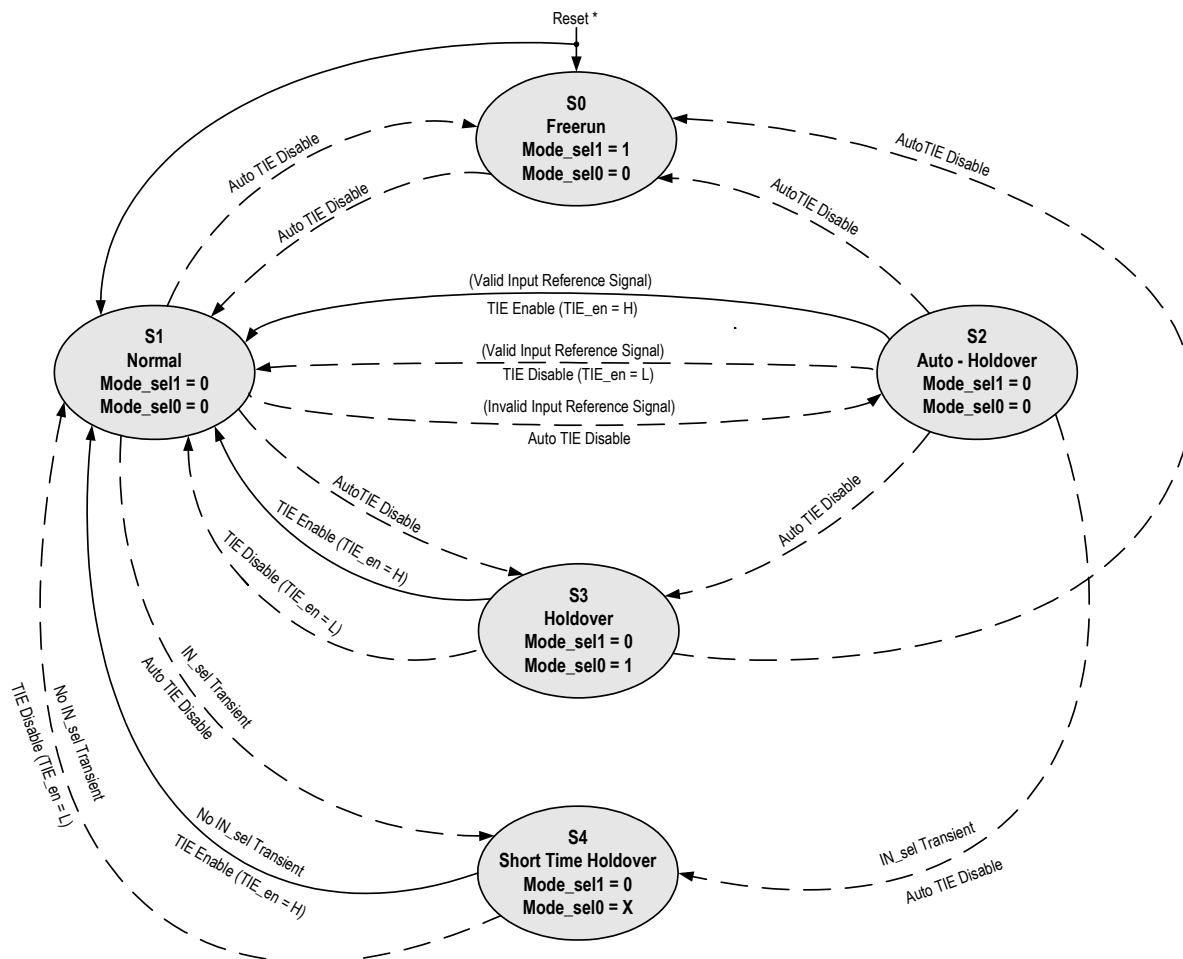 Reset *
S0
Freerun
Mode_sel1 = 1
Mode_sel0 = 0
Auto TIE Disable
Auto TIE Disable
AutoTIE Disable
AutoTIE Disable
(Valid Input Reference Signal)
TIE Enable (TIE_en = H)
S1
Normal
Mode_sel1 = 0
Mode_sel0 = 0
(Valid Input Reference Signal)
TIE Disable (TIE_en = L)
(Invalid Input Reference Signal)
Auto TIE Disable
S2
Auto - Holdover
Mode_sel1 = 0
Mode_sel0 = 0
AutoTIE Disable
TIE Enable (TIE_en = H)
TIE Disable (TIE_en = L)
Auto TIE Disable
S3
Holdover
Mode_sel1 = 0
Mode_sel0 = 1
IN_sel Transient
Auto TIE Disable
No IN_sel Transient
TIE Disable (TIE_en = L)
No IN_sel Transient
TIE Enable (TIE_en = H)
S4
Short Time Holdover
Mode_sel1 = 0
Mode_sel0 = X
IN_sel Transient
Auto TIE Disable